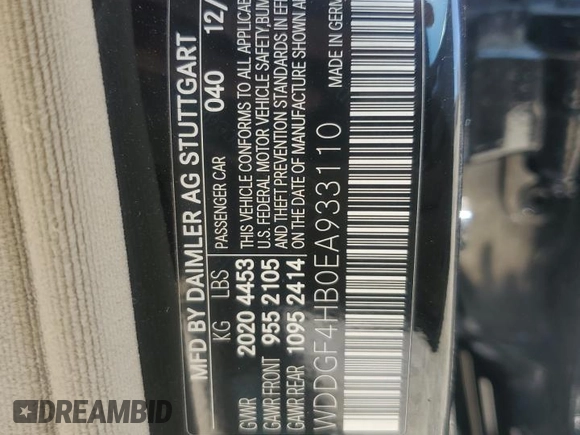 MFD BY DAIMLER AG STUTTGART
040 12/
KG LBS PASSENGER CAR
GVWR 2020 4453
GAWR FRONT 955 2105
GAWR REAR 1095 2414
THIS VEHICLE CONFORMS TO ALL APPLICABLE
U.S. FEDERAL MOTOR VEHICLE SAFETY, BUM
AND THEFT PREVENTION STANDARDS IN EF
ON THE DATE OF MANUFACTURE SHOWN A
WDDGF4HB0EA933110
MADE IN GERM
DREAMBID